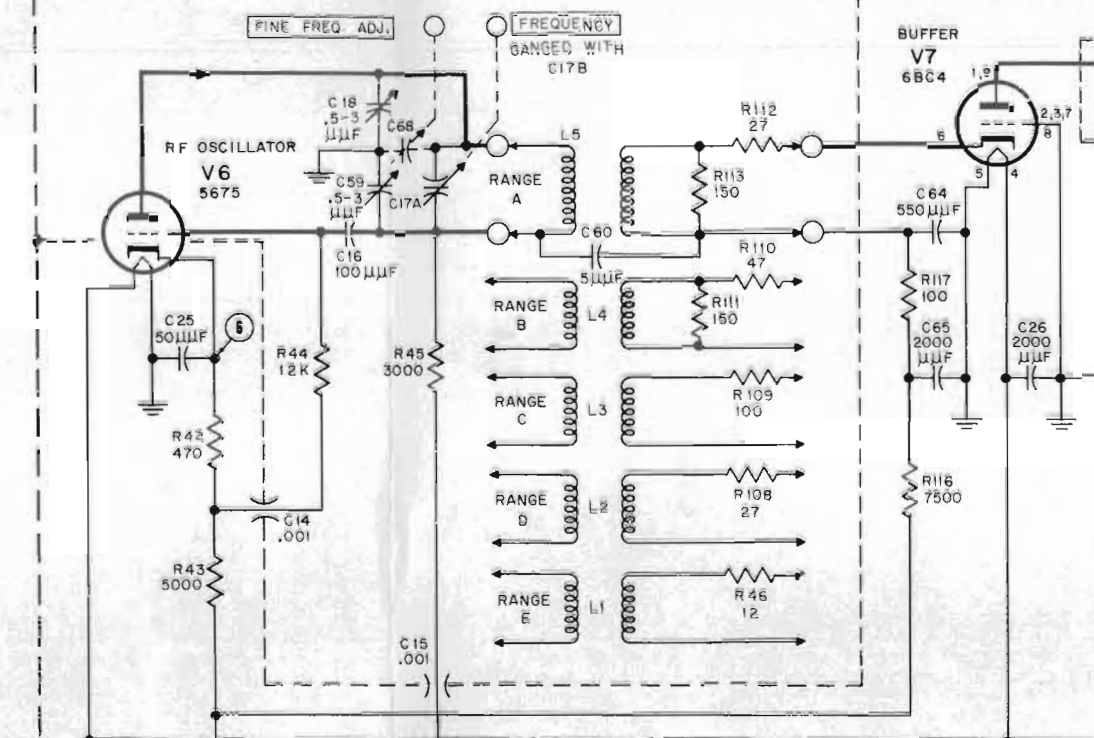 FINE FREQ. ADJ.
FREQUENCY
GANGED WITH
C17B
BUFFER
V7
6BC4
1,9
2,3,7
8
6
5
4
C18
.5-3
µµF
C68
RF OSCILLATOR
V6
5675
C59
.5-3
µµF
C17A
C16
100µµF
L5
RANGE
A
R112
27
R113
150
C60
5µµF
R110
47
C64
550µµF
R117
100
C65
2000
µµF
C26
2000
µµF
RANGE
B
L4
R111
150
C25
50µµF
6
R44
12K
R45
3000
RANGE
C
L3
R109
100
R42
470
C14
.001
RANGE
D
L2
R108
27
R116
7500
R43
5000
RANGE
E
L1
R46
12
C15
.001